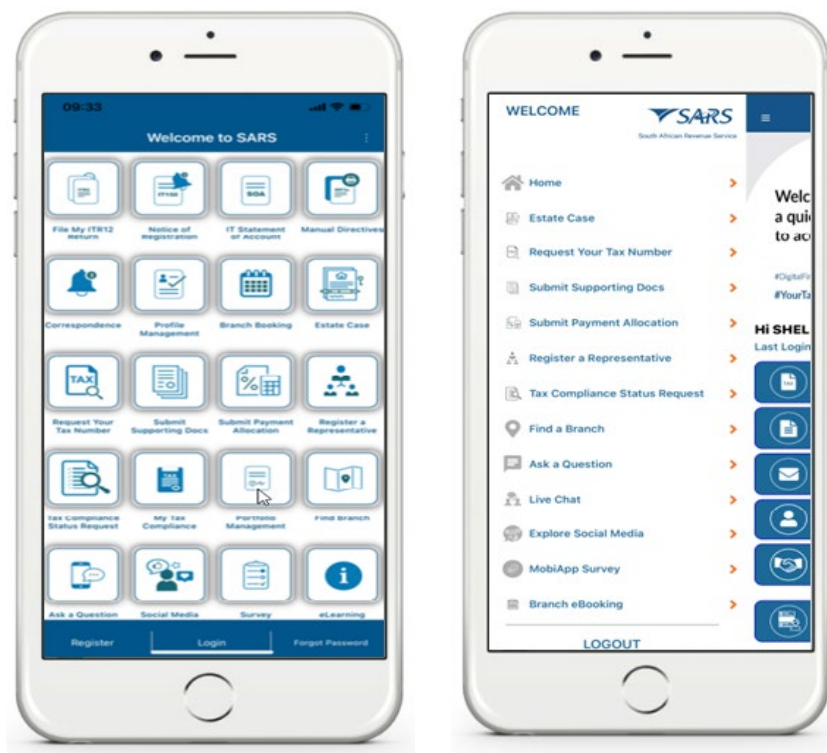 09:33
Welcome to SARS
File My ITR12
Return
Notice of
Registration
IT Statement
of Account
Manual Directives
SOA
Correspondence
Profile
Management
Branch Booking
Estate Case
TAX
Request Your
Tax Number
Submit
Supporting Docs
Submit Payment
Allocation
Register a
Representative
Tax Compliance
Status Request
My Tax
Compliance
Portfolio
Management
Find Branch
Ask a Question
Social Media
Survey
eLearning
Register
Login
Forgot Password
WELCOME
SARS
South African Revenue Service
Home
Estate Case
Request Your Tax Number
Submit Supporting Docs
Submit Payment Allocation
Register a Representative
Tax Compliance Status Request
Find a Branch
Ask a Question
Live Chat
Explore Social Media
MobiApp Survey
Branch eBooking
LOGOUT
Welc
a qui
to ac
#YourTa
Hi SHEL
Last Login